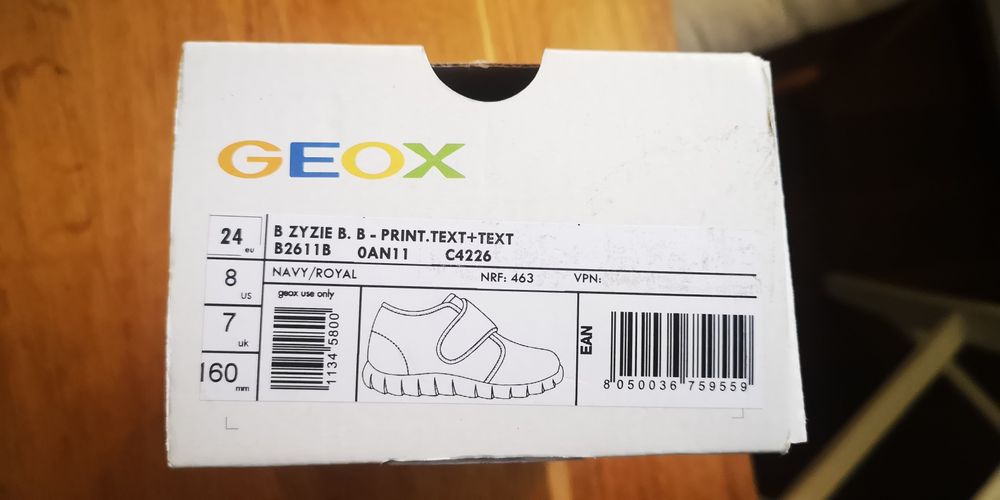 GEOX
24 eu
B ZYZIE B. B - PRINT.TEXT+TEXT
B2611B 0AN11 C4226
8 us
NAVY/ROYAL NRF: 463 VPN:
7 uk
geox use only
160 mm
1134 5800
EAN
8 050036 759559